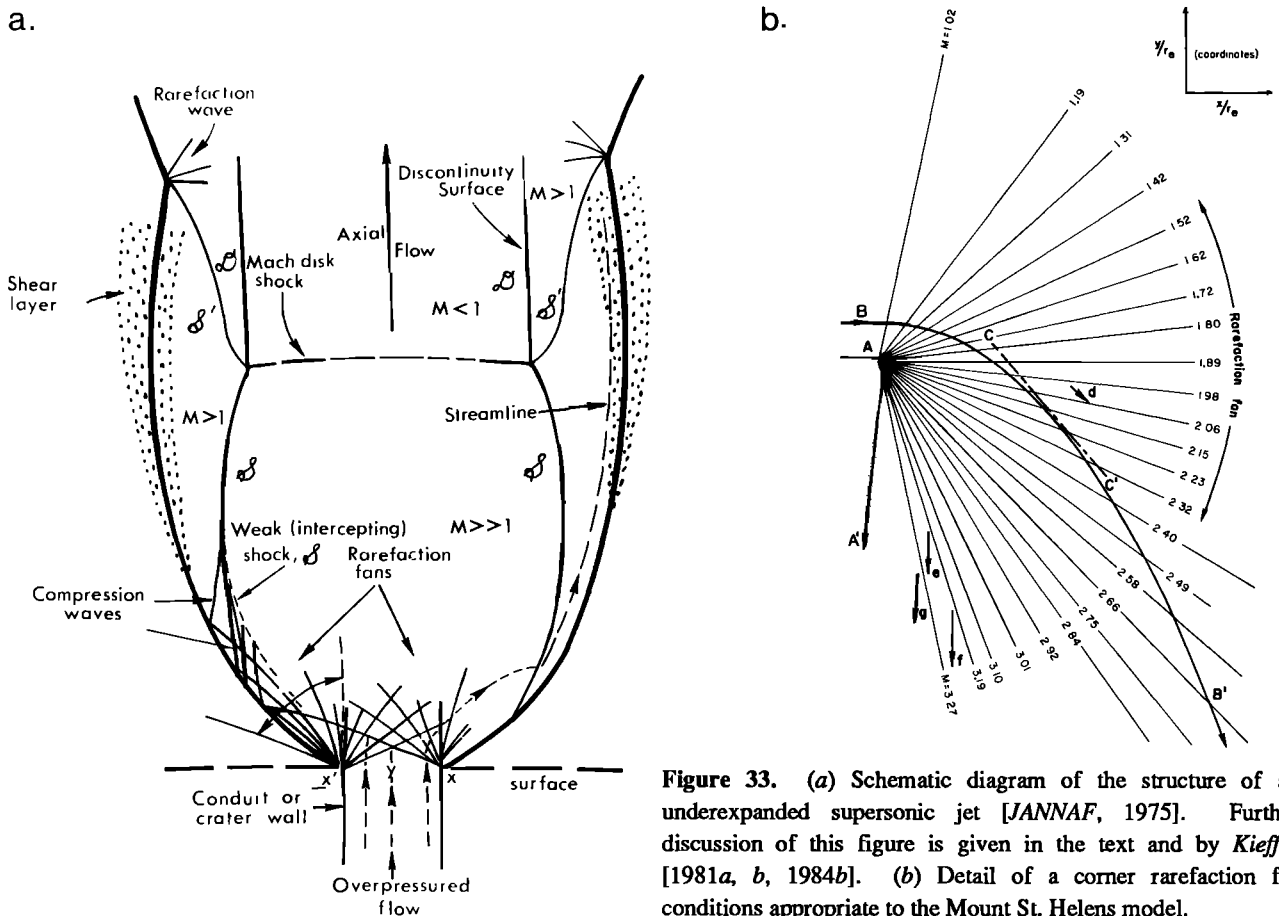 a.
Rarefaction
wave
Discontinuity
Surface
M>1
Axial
Flow
Shear
layer
𝒟
Mach disk
shock
𝒟
M<1
𝒮'
𝒮'
M>1
Streamline
𝒮
𝒮
M>>1
Weak (intercepting)
shock, 𝒮
Rarefaction
fans
Compression
waves
x'
y
y
x
surface
Conduit or
crater wall
Overpressured
flow
b.
y/rₑ
(coordinates)
x/rₑ
M=1.02
1.19
1.31
1.42
1.52
1.62
1.72
1.80
1.89
1.98
2.06
2.15
2.23
2.32
2.40
2.49
2.58
2.66
2.75
2.84
2.92
3.01
3.10
3.19
M=3.27
Rarefaction fan
B
A
C
d
C'
A'
e
g
f
B'
Figure 33. (a) Schematic diagram of the structure of a
underexpanded supersonic jet [JANNAF, 1975]. Furth
discussion of this figure is given in the text and by Kieff
[1981a, b, 1984b]. (b) Detail of a corner rarefaction f
conditions appropriate to the Mount St. Helens model.